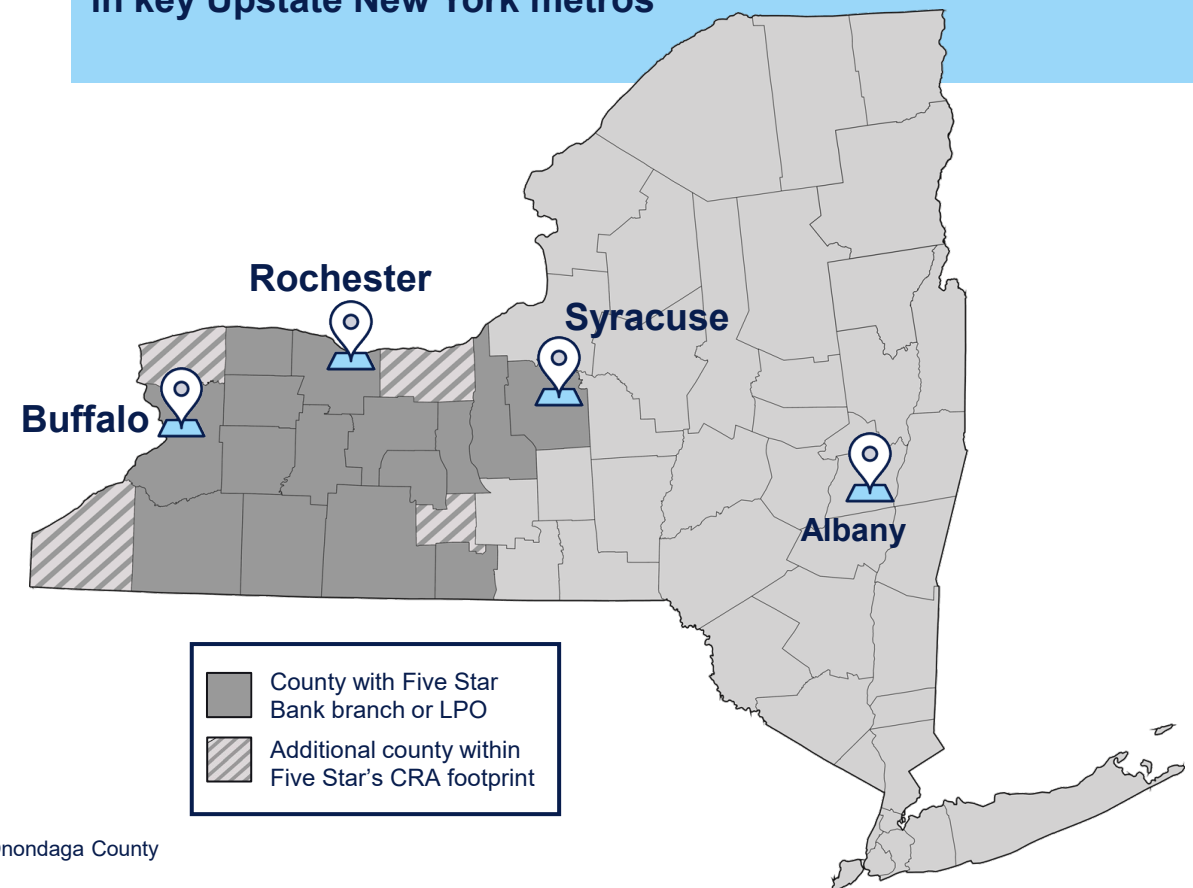 in key Upstate New York metros
Rochester
Syracuse
Buffalo
Albany
County with Five Star
Bank branch or LPO
Additional county within
Five Star's CRA footprint
County